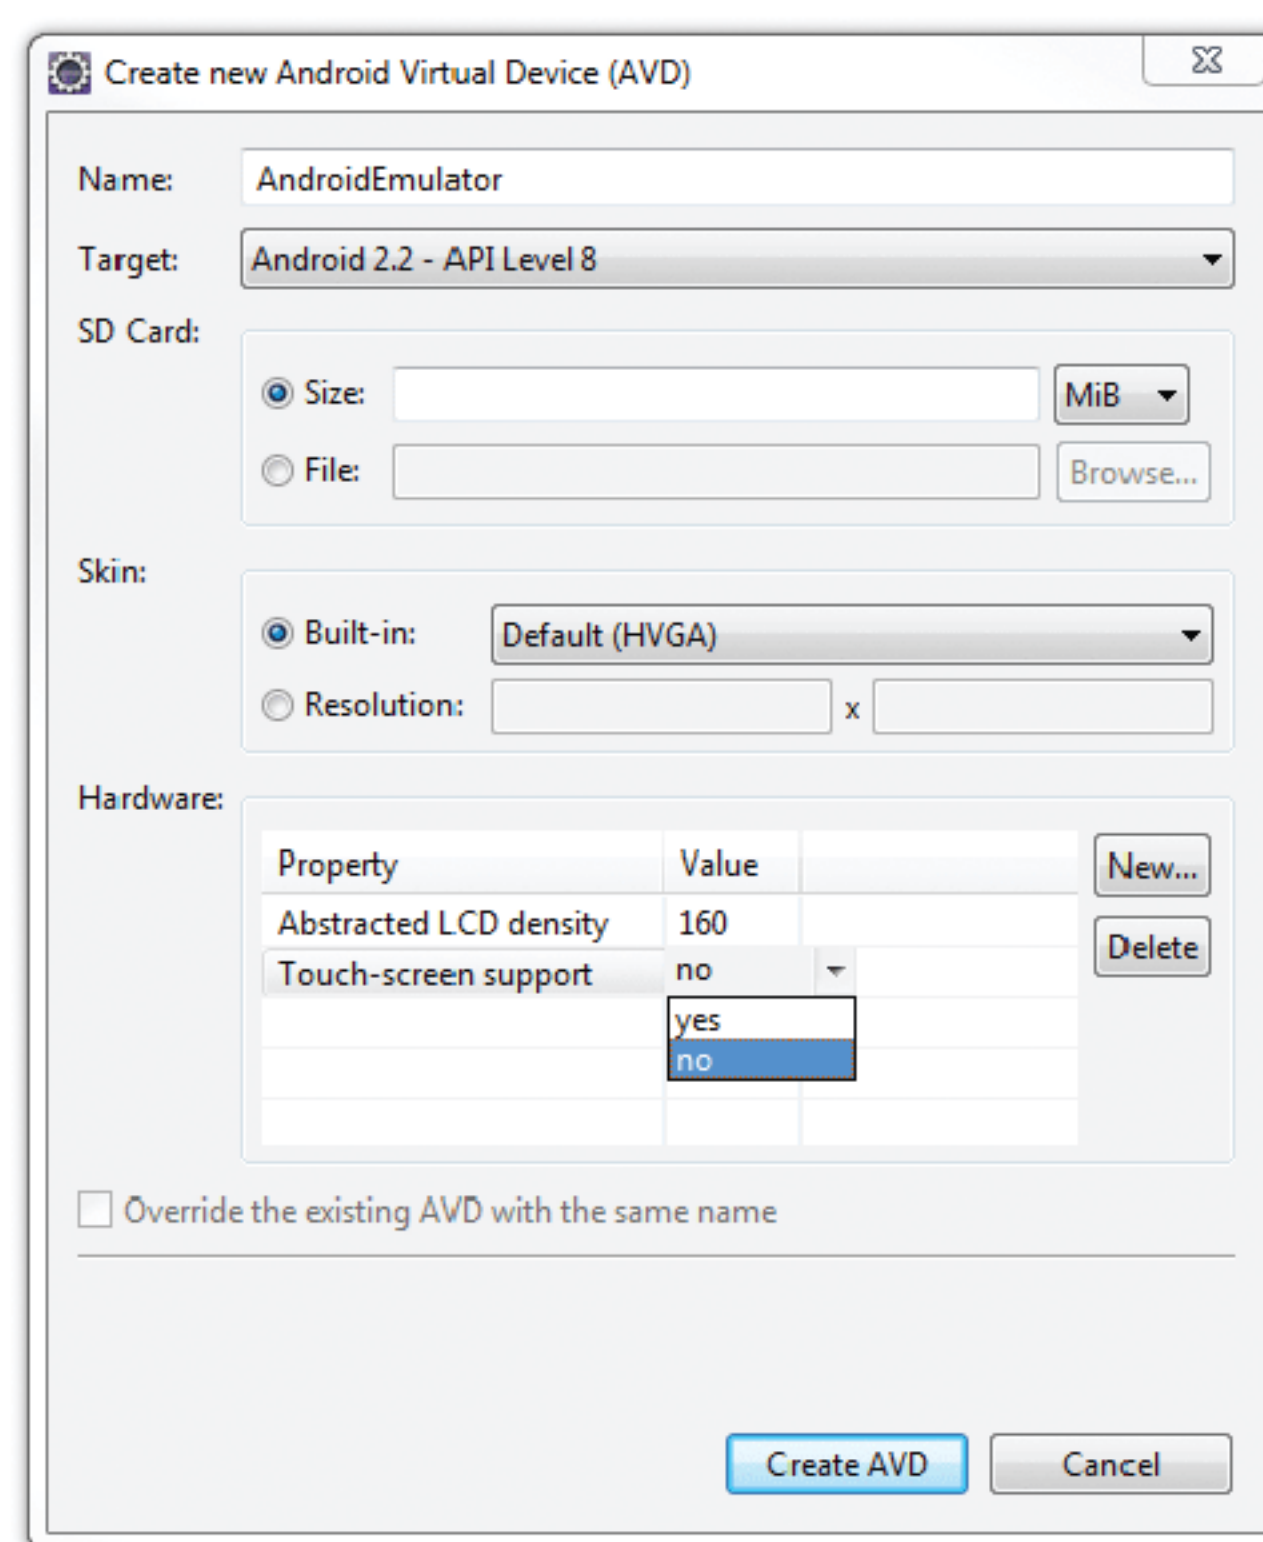 Create new Android Virtual Device (AVD)
Name: AndroidEmulator
Target: Android 2.2 - API Level 8
SD Card:
Size: MiB
File: Browse...
Skin:
Built-in: Default (HVGA)
Resolution: x
Hardware:
Property Value New...
Abstracted LCD density 160
Delete
Touch-screen support no
yes
no
Override the existing AVD with the same name
Create AVD Cancel